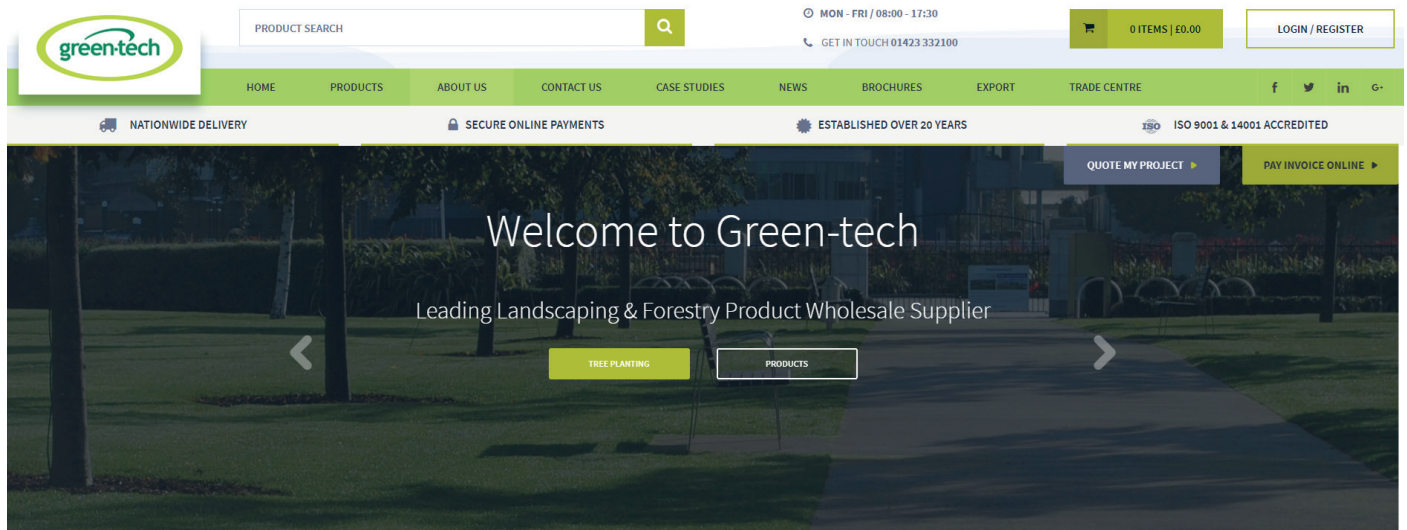 green-tech
PRODUCT SEARCH
MON - FRI / 08:00 - 17:30
GET IN TOUCH 01423 332100
0 ITEMS | £0.00
LOGIN / REGISTER
HOME
PRODUCTS
ABOUT US
CONTACT US
CASE STUDIES
NEWS
BROCHURES
EXPORT
TRADE CENTRE
f
in
G+
NATIONWIDE DELIVERY
SECURE ONLINE PAYMENTS
ESTABLISHED OVER 20 YEARS
ISO
ISO 9001 & 14001 ACCREDITED
QUOTE MY PROJECT
PAY INVOICE ONLINE
Welcome to Green-tech
Leading Landscaping & Forestry Product Wholesale Supplier
TREE PLANTING
PRODUCTS